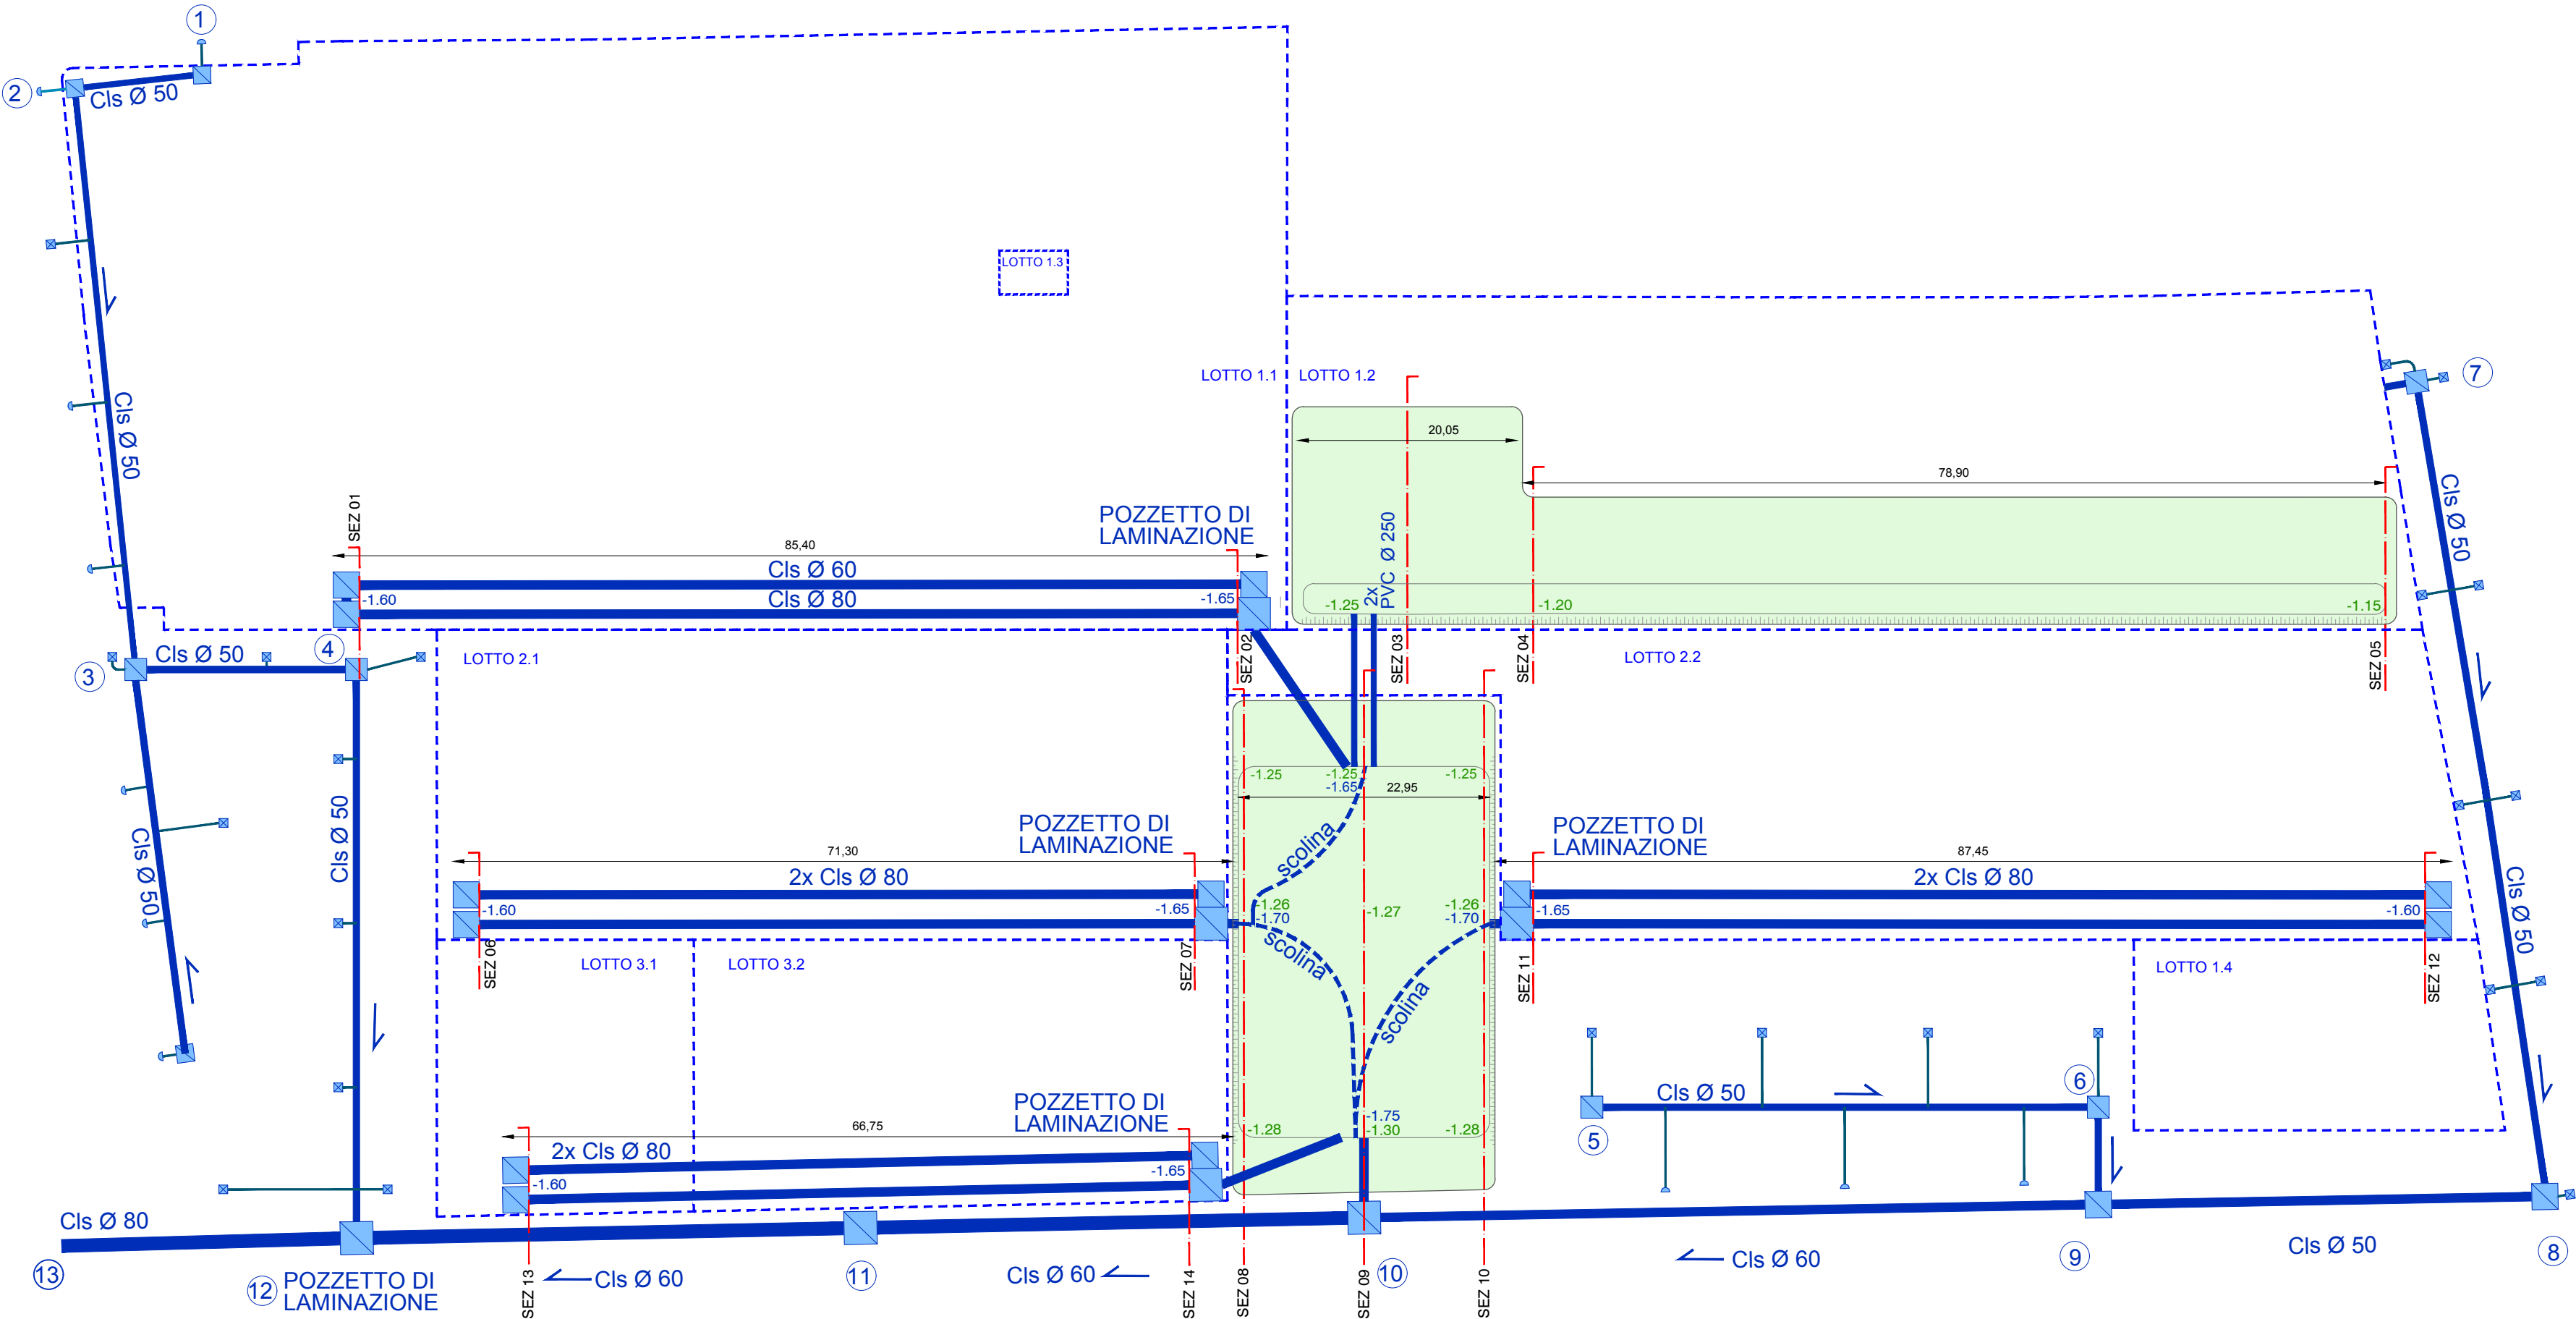 1
2
Cls Ø 50
LOTTO 1.3
LOTTO 1.1
LOTTO 1.2
7
20,05
78,90
Cls Ø 50
Cls Ø 50
SEZ 01
POZZETTO DI
LAMINAZIONE
85,40
Cls Ø 60
Cls Ø 80
-1.60
-1.65
2x
PVC Ø 250
-1.25
-1.20
-1.15
SEZ 02
SEZ 03
SEZ 04
SEZ 05
3
Cls Ø 50
4
LOTTO 2.1
LOTTO 2.2
-1.25
-1.25
-1.25
-1.65
22,95
Cls Ø 50
Cls Ø 50
scolina
POZZETTO DI
LAMINAZIONE
71,30
2x Cls Ø 80
-1.60
-1.65
POZZETTO DI
LAMINAZIONE
87,45
2x Cls Ø 80
-1.65
-1.60
-1.26
-1.70
-1.27
-1.26
-1.70
Cls Ø 50
SEZ 06
SEZ 07
scolina
scolina
SEZ 11
SEZ 12
LOTTO 3.1
LOTTO 3.2
LOTTO 1.4
POZZETTO DI
LAMINAZIONE
66,75
2x Cls Ø 80
-1.60
-1.65
-1.28
-1.75
-1.30
-1.28
Cls Ø 50
5
6
Cls Ø 80
13
12
POZZETTO DI
LAMINAZIONE
SEZ 13
Cls Ø 60
11
Cls Ø 60
SEZ 14
SEZ 08
SEZ 09
10
SEZ 10
Cls Ø 60
9
Cls Ø 50
8